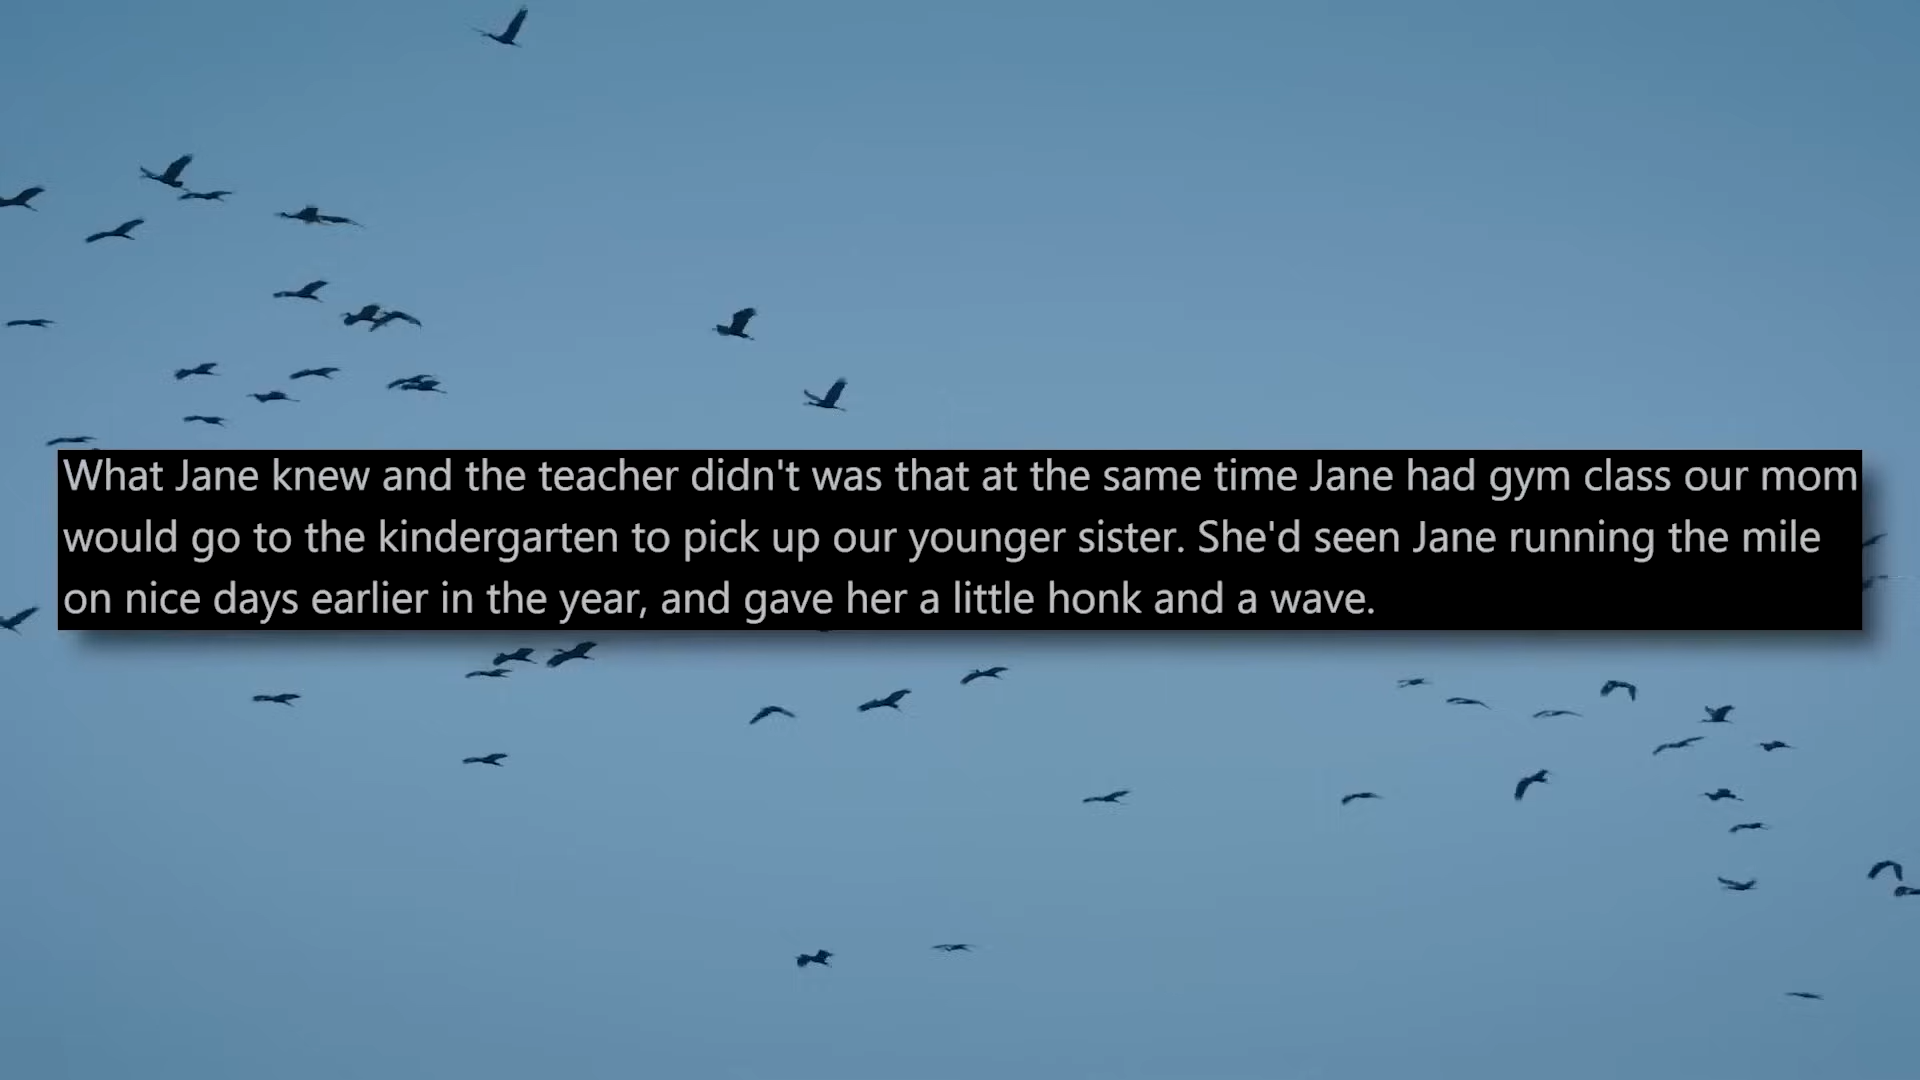 What Jane knew and the teacher didn't was that at the same time Jane had gym class our mom
would go to the kindergarten to pick up our younger sister. She'd seen Jane running the mile
on nice days earlier in the year, and gave her a little honk and a wave.